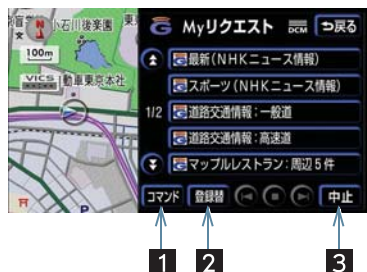 Myリクエスト
DCM
戻る
小石川後楽園
100m
最新(NHKニュース情報)
VICS
動車東京本社
スポーツ(NHKニュース情報)
1/2
道路交通情報:一般道
道路交通情報:高速道
マップルレストラン:周辺5件
P
コマンド
登録替
中止
1
2
3